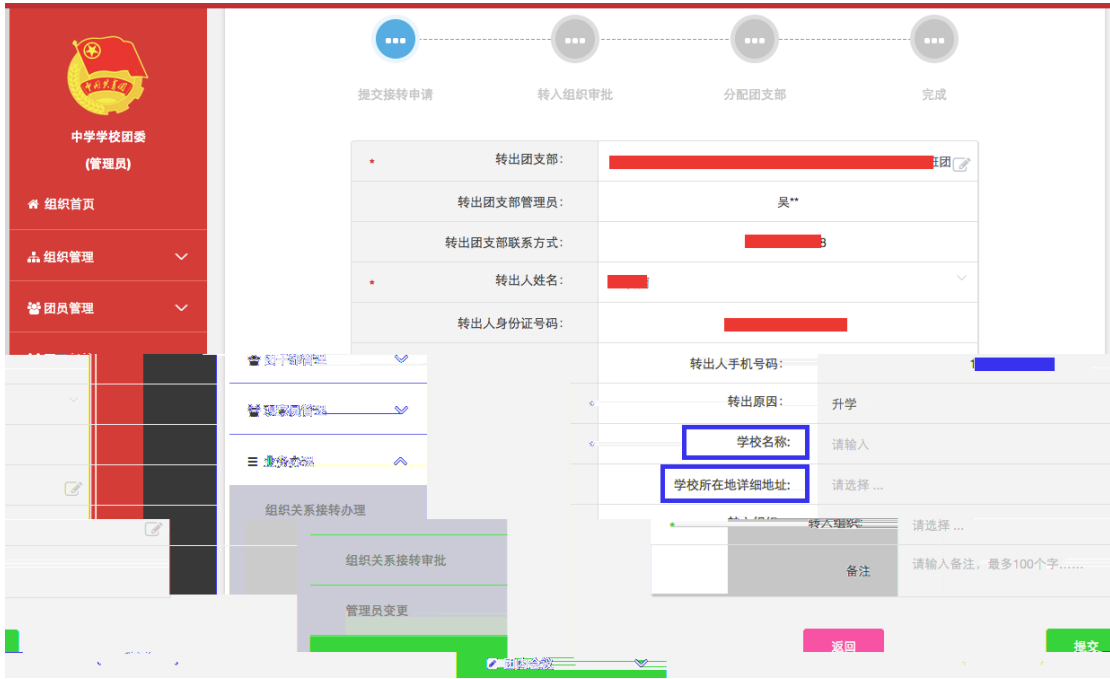 提交接转申请
转入组织审批
分配团支部
完成
中学学校团委
(管理员)
组织首页
组织管理
团员管理
* 转出团支部:
班团
转出团支部管理员: 吴**
转出团支部联系方式:
* 转出人姓名:
转出人身份证号码:
转出人手机号码: 1
转出原因: 升学
学校名称: 请输入
学校所在地详细地址: 请选择 ...
转入组织: 请选择 ...
备注 请输入备注，最多100个字……
组织关系接转办理
组织关系接转审批
管理员变更
返回
提交